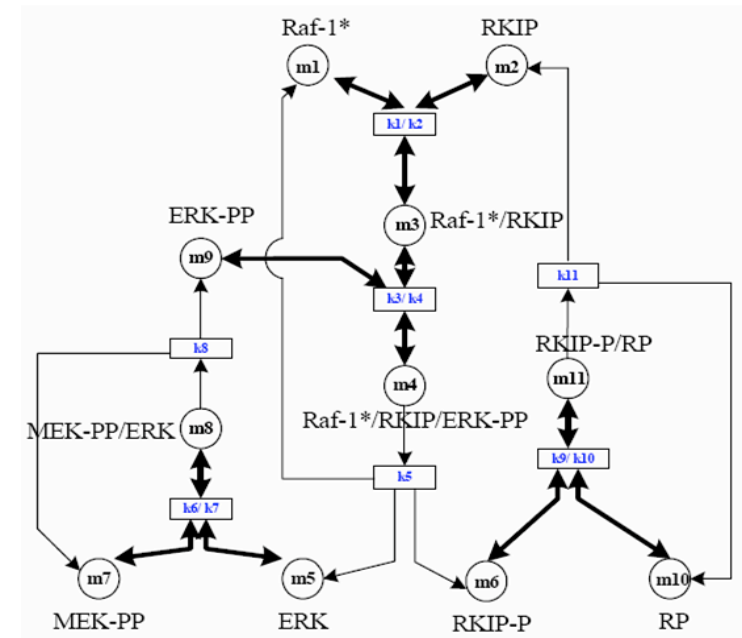 Raf-1* RKIP
m1 m2
k1/k2
ERK-PP
m3 Raf-1*/RKIP
m9
k3/k4
k11
k8
RKIP-P/RP
m4 m11
Raf-1*/RKIP/ERK-PP
MEK-PP/ERK m8
k9/k10
k5
k6/k7
m7 m5 m6 m10
MEK-PP ERK RKIP-P RP